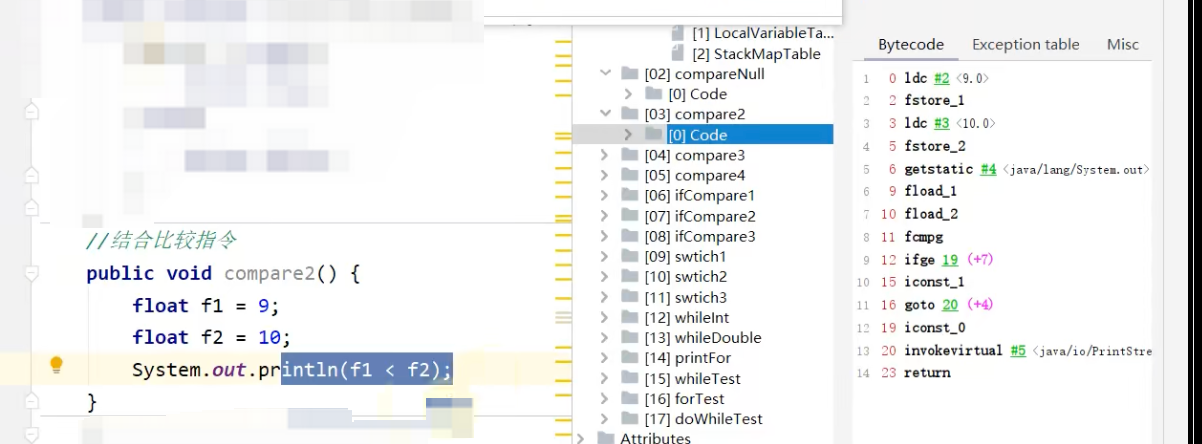 //结合比较指令
public void compare2() {
float f1 = 9;
float f2 = 10;
System.out.println(f1 < f2);
}
[1] LocalVariableTa...
[2] StackMapTable
[02] compareNull
[0] Code
[03] compare2
[0] Code
[04] compare3
[05] compare4
[06] ifCompare1
[07] ifCompare2
[08] ifCompare3
[09] swtich1
[10] swtich2
[11] swtich3
[12] whileInt
[13] whileDouble
[14] printFor
[15] whileTest
[16] forTest
[17] doWhileTest
Attributes
Bytecode Exception table Misc
1 0 ldc #2 <9.0>
2 2 fstore_1
3 3 ldc #3 <10.0>
4 5 fstore_2
5 6 getstatic #4 <java/lang/System.out>
6 9 fload_1
7 10 fload_2
8 11 fcmpg
9 12 ifge 19 (+7)
10 15 iconst_1
11 16 goto 20 (+4)
12 19 iconst_0
13 20 invokevirtual #5 <java/io/PrintStre
14 23 return